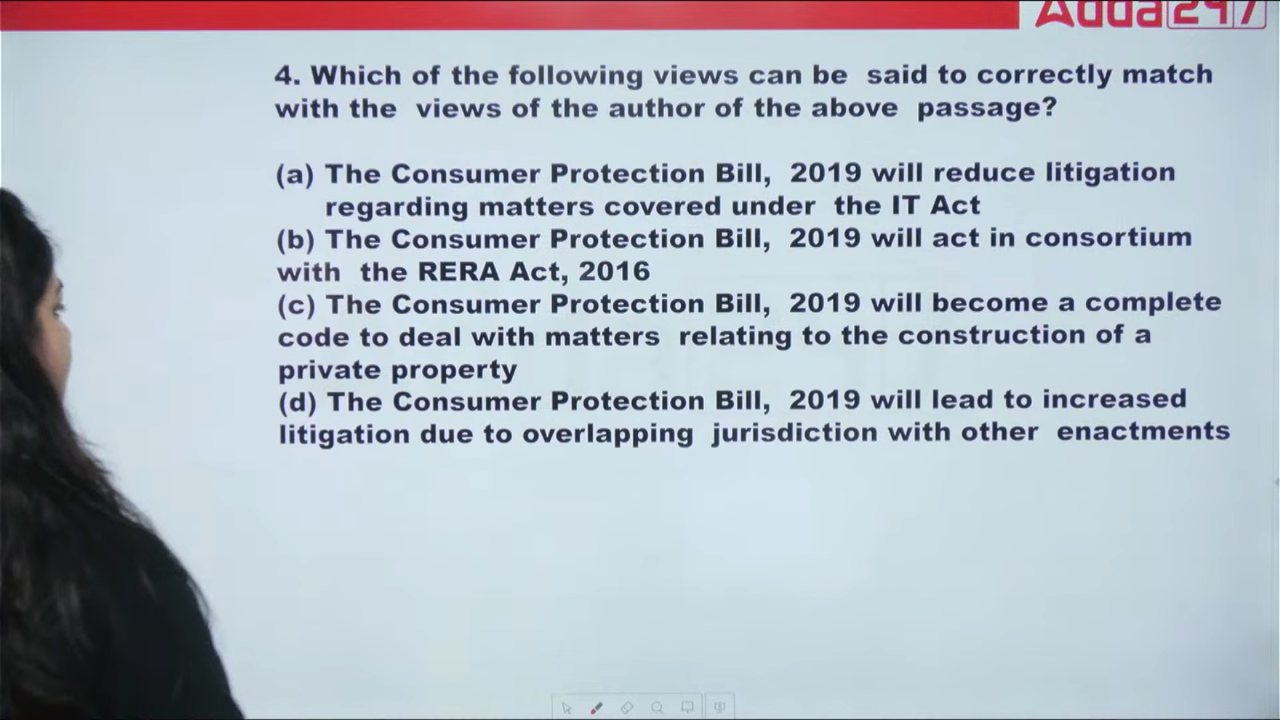 Adda247
4. Which of the following views can be said to correctly match
with the views of the author of the above passage?
(a) The Consumer Protection Bill, 2019 will reduce litigation
regarding matters covered under the IT Act
(b) The Consumer Protection Bill, 2019 will act in consortium
with the RERA Act, 2016
(c) The Consumer Protection Bill, 2019 will become a complete
code to deal with matters relating to the construction of a
private property
(d) The Consumer Protection Bill, 2019 will lead to increased
litigation due to overlapping jurisdiction with other enactments